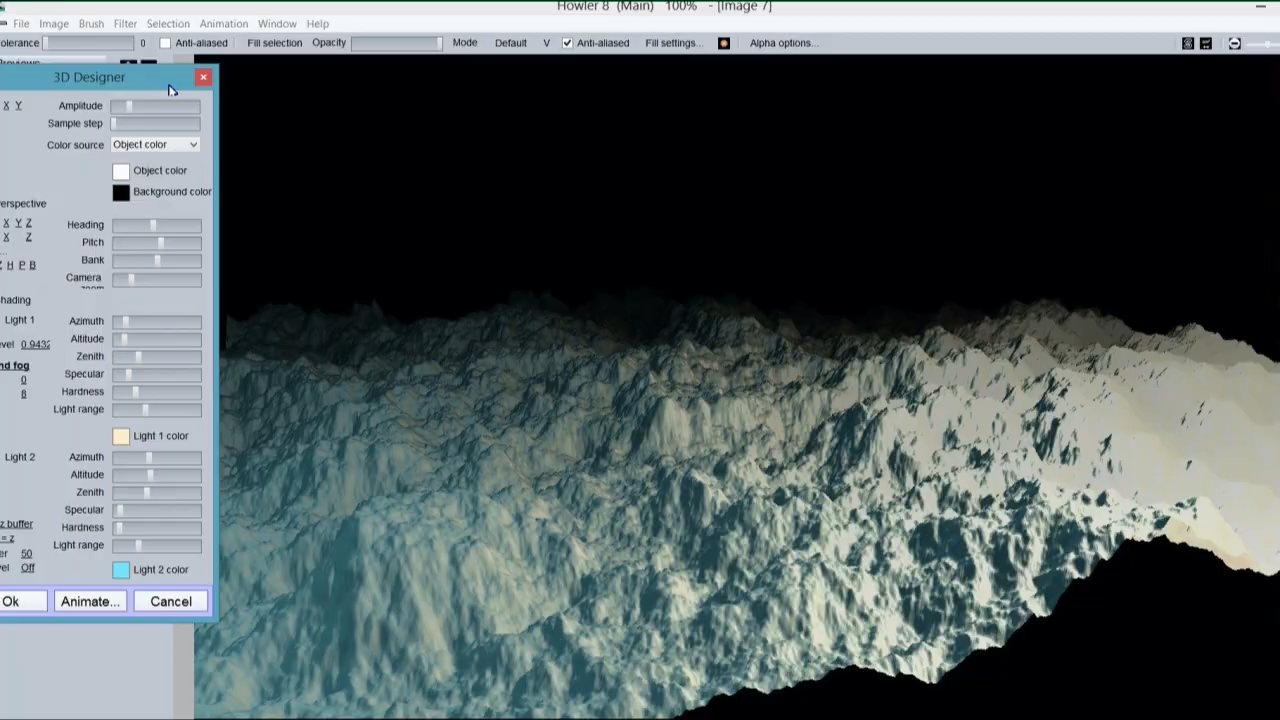 Howler 8 (Main) 100% - [Image 7]
File Image Brush Filter Selection Animation Window Help
olerance 0 Anti-aliased Fill selection Opacity Mode Default V Anti-aliased Fill settings... Alpha options...
3D Designer
X Y Amplitude
Sample step
Color source Object color
Object color
Background color
erspective
X Y Z Heading
X Z Pitch
H P B Bank
Camera
hading
Light 1 Azimuth
Altitude
evel 0.9432 Zenith
nd fog Specular
0 Hardness
8 Light range
Light 1 color
Light 2 Azimuth
Altitude
Zenith
Specular
z buffer Hardness
= z
er 50 Light range
vel Off Light 2 color
Ok Animate... Cancel